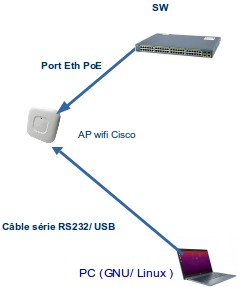 SW
Port Eth PoE
AP wifi Cisco
Câble série RS232/ USB
PC (GNU/ Linux )